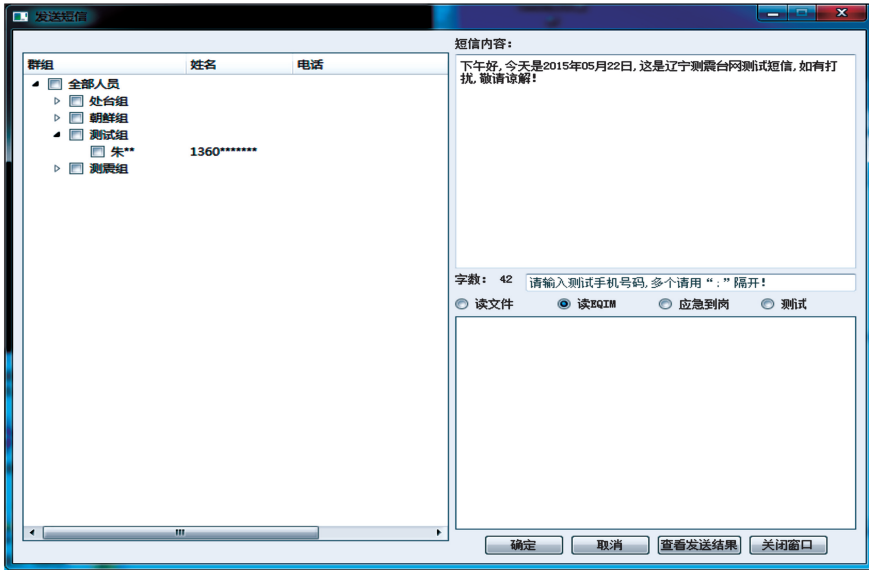 发送短信
群组 姓名 电话
全部人员
处台组
朝鲜组
测试组
朱** 1360*******
测震组
短信内容：
下午好,今天是2015年05月22日,这是辽宁测震台网测试短信,如有打
扰,敬请谅解!
字数： 42 请输入测试手机号码,多个请用“;”隔开!
读文件 读EQIM 应急到岗 测试
确定 取消 查看发送结果 关闭窗口